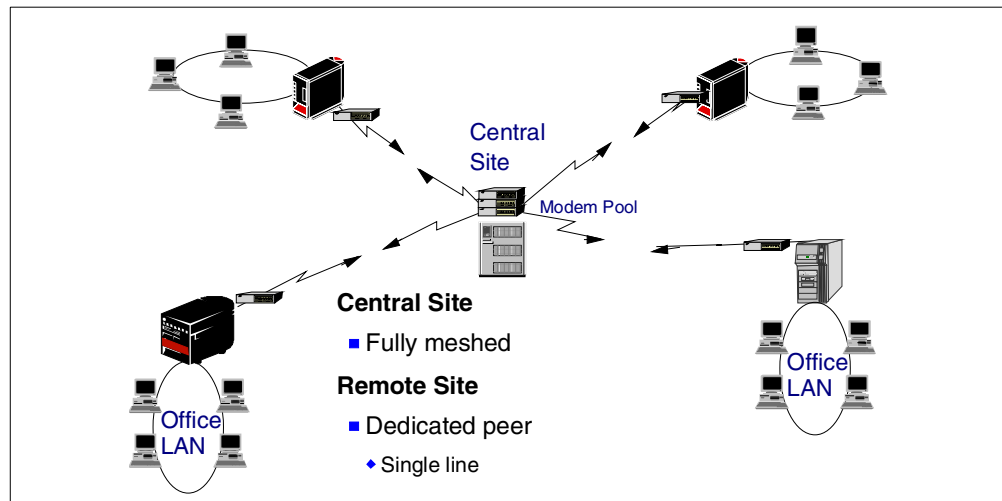 Central
Site
Modem Pool
Central Site
Fully meshed
Remote Site
Dedicated peer
Single line
Office
LAN
Office
LAN